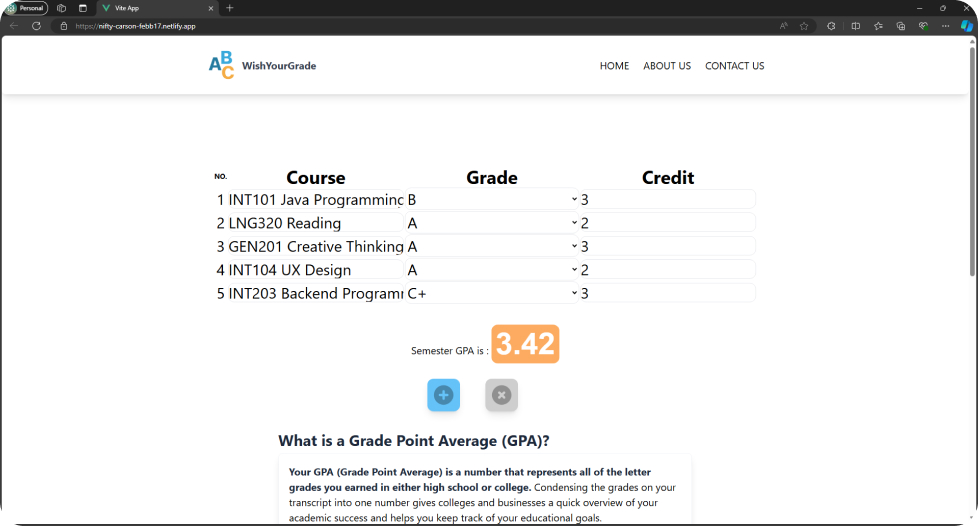 Personal
Vite App
https://nifty-carson-febb17.netlify.app
ABC WishYourGrade
HOME ABOUT US CONTACT US
NO. Course Grade Credit
1 INT101 Java Programming B 3
2 LNG320 Reading A 2
3 GEN201 Creative Thinking A 3
4 INT104 UX Design A 2
5 INT203 Backend Program C+ 3
Semester GPA is : 3.42
What is a Grade Point Average (GPA)?
Your GPA (Grade Point Average) is a number that represents all of the letter
grades you earned in either high school or college. Condensing the grades on your
transcript into one number gives colleges and businesses a quick overview of your
academic success and helps you keep track of your educational goals.